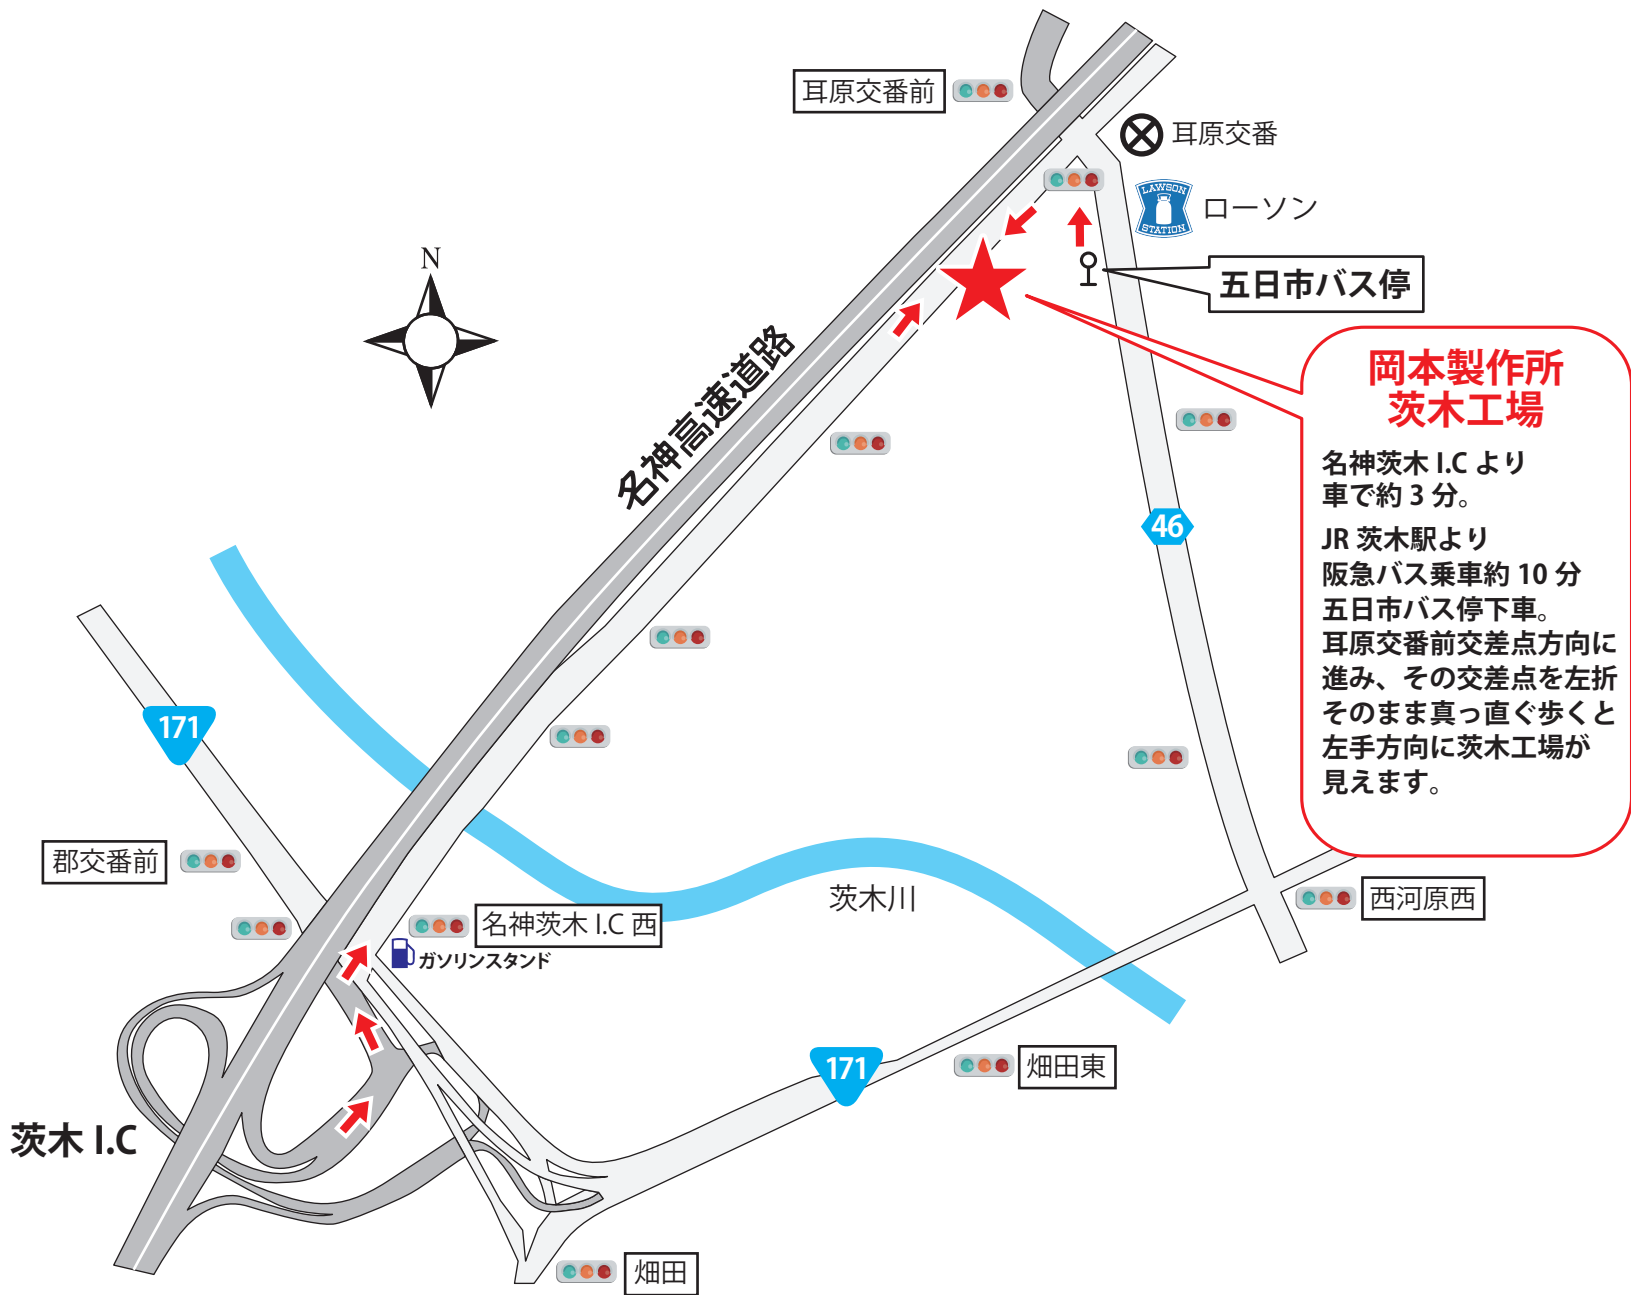 耳原交番前
耳原交番
LAWSON
STATION
ローソン
N
五日市バス停
名神高速道路
岡本製作所
茨木工場
名神茨木 I.C より
車で約 3 分。
JR 茨木駅より
阪急バス乗車約 10 分
五日市バス停下車。
耳原交番前交差点方向に
進み、その交差点を左折
そのまま真っ直ぐ歩くと
左手方向に茨木工場が
見えます。
46
171
郡交番前
名神茨木 I.C 西
ガソリンスタンド
茨木川
西河原西
171
畑田東
茨木 I.C
畑田